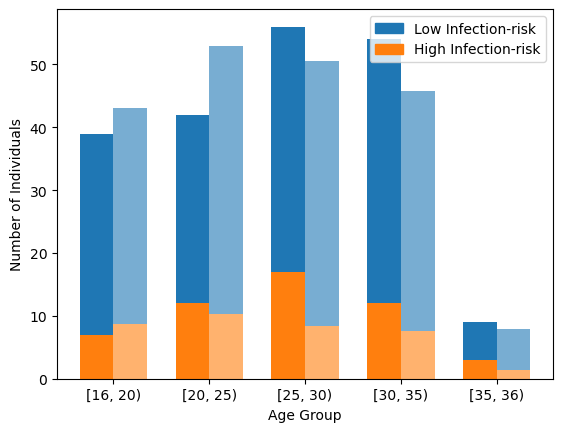 Low Infection-risk
High Infection-risk
Number of Individuals
50
40
30
20
10
0
[16, 20)
[20, 25)
[25, 30)
[30, 35)
[35, 36)
Age Group